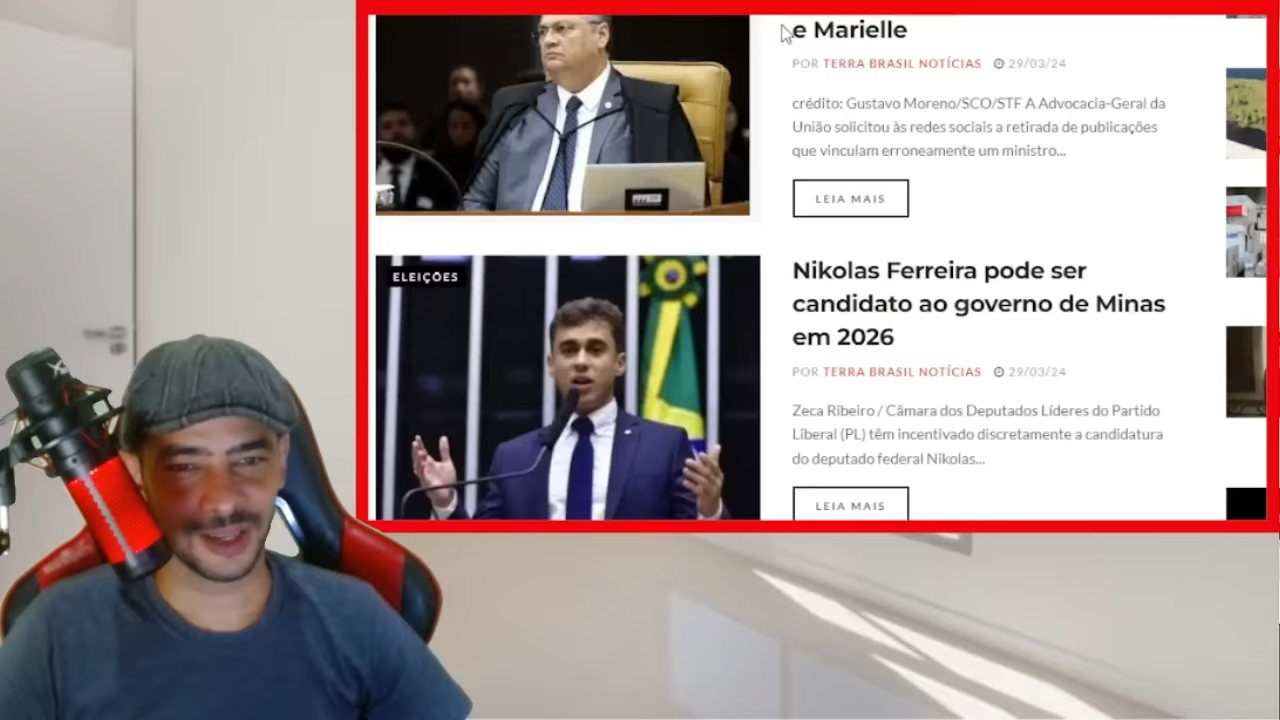 e Marielle
POR TERRA BRASIL NOTÍCIAS 29/03/24
crédito: Gustavo Moreno/SCO/STF A Advocacia-Geral da
União solicitou às redes sociais a retirada de publicações
que vinculam erroneamente um ministro...
LEIA MAIS
ELEIÇÕES
Nikolas Ferreira pode ser
candidato ao governo de Minas
em 2026
POR TERRA BRASIL NOTÍCIAS 29/03/24
Zeca Ribeiro / Câmara dos Deputados Líderes do Partido
Liberal (PL) têm incentivado discretamente a candidatura
do deputado federal Nikolas...
LEIA MAIS